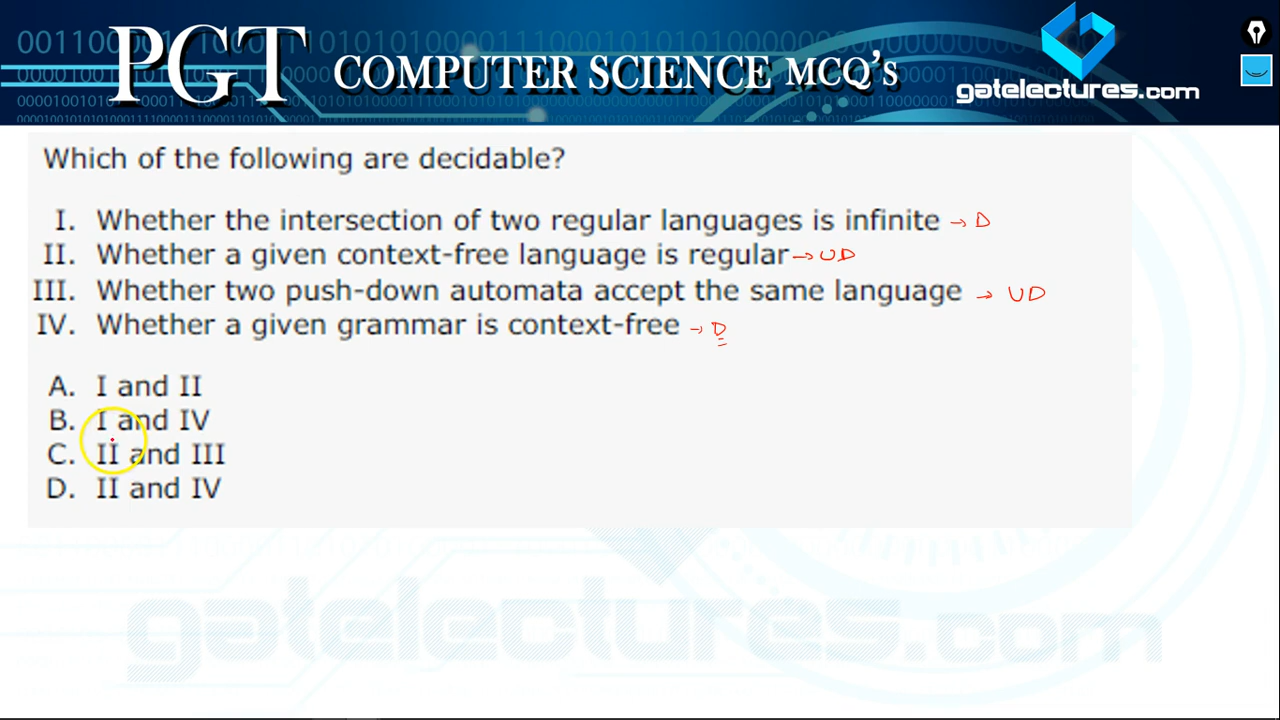 PGT COMPUTER SCIENCE MCQ's
gatelectures.com
Which of the following are decidable?
I. Whether the intersection of two regular languages is infinite → D
II. Whether a given context-free language is regular → UD
III. Whether two push-down automata accept the same language → UD
IV. Whether a given grammar is context-free → D
A. I and II
B. I and IV
C. II and III
D. II and IV
gatelectures.com